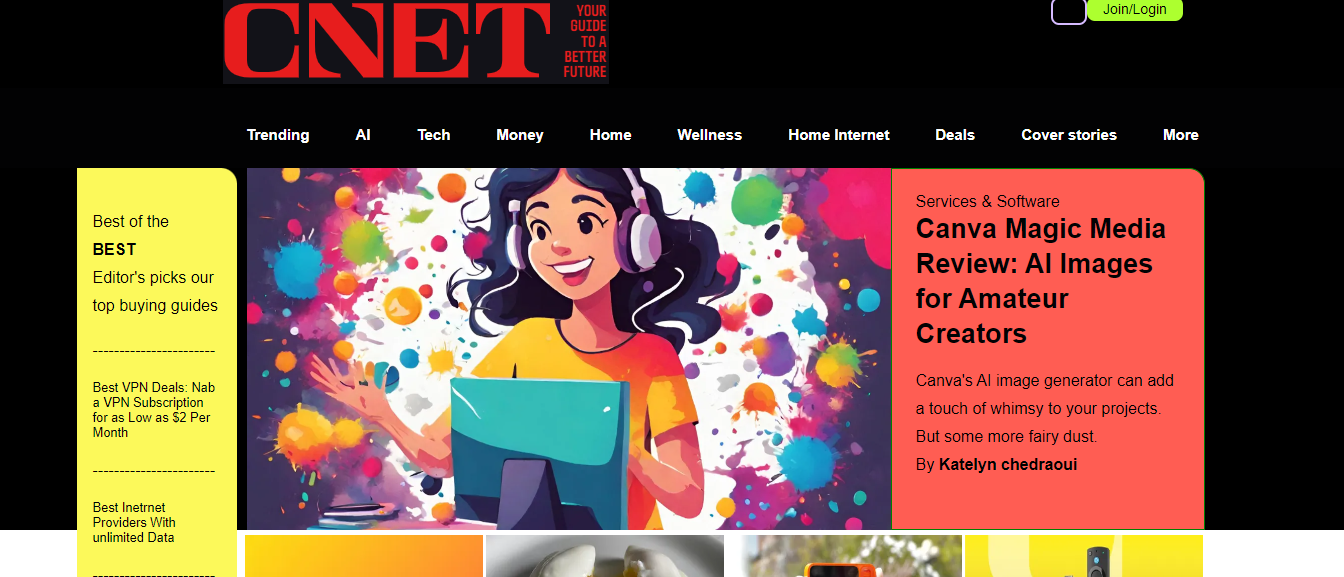 CNET
YOUR
GUIDE
TO A
BETTER
FUTURE
Join/Login
Trending AI Tech Money Home Wellness Home Internet Deals Cover stories More
Best of the
BEST
Editor's picks our
top buying guides
-----------------------
Best VPN Deals: Nab
a VPN Subscription
for as Low as $2 Per
Month
-----------------------
Best Inetrnet
Providers With
unlimited Data
-----------------------
Services & Software
Canva Magic Media
Review: AI Images
for Amateur
Creators
Canva's AI image generator can add
a touch of whimsy to your projects.
But some more fairy dust.
By Katelyn chedraoui